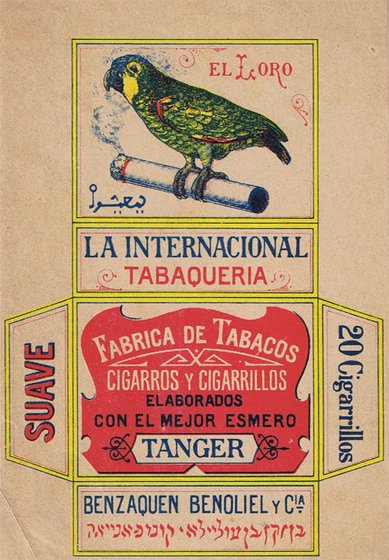 EL LORO
LA INTERNACIONAL
TABAQUERIA
SUAVE
FABRICA DE TABACOS
CIGARROS Y CIGARRILLOS
ELABORADOS
CON EL MEJOR ESMERO
TANGER
20 Cigarrillos
BENZAQUEN BENOLIEL Y CIA
קומפאנייאה